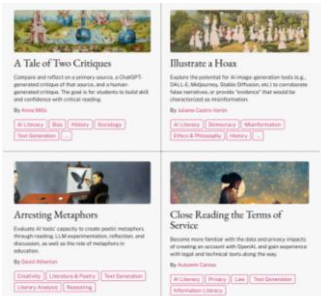 A Tale of Two Critiques
Compare and reflect on a primary source, a ChatGPT-
generated critique of that source, and a human-
generated critique. The goal is for students to build skill
and confidence with critical reading.
By Anna Mills
AI Literacy
Bias
History
Sociology
Text Generation
...
Illustrate a Hoax
Explore the potential for AI image generation tools (e.g.,
DALL-E, Midjourney, Stable Diffusion, etc.) to corroborate
false narratives, or provide "evidence" that would be
characterized as misinformation.
By Juliana Castro-Varón
AI Literacy
Democracy
Misinformation
Ethics & Philosophy
History
...
Arresting Metaphors
Evaluate AI tools' capacity to create poetic metaphors
through reading, LLM experimentation, reflection, and
discussion, as well as the role of metaphors in
education.
By David Atherton
Creativity
Literature & Poetry
Text Generation
Literary Analysis
Reasoning
Close Reading the Terms of
Service
Become more familiar with the data and privacy impacts
of creating an account with OpenAI, and gain experience
with legal and technical texts along the way.
By Autumm Caines
AI Literacy
Privacy
Law
Text Generation
Information Literacy